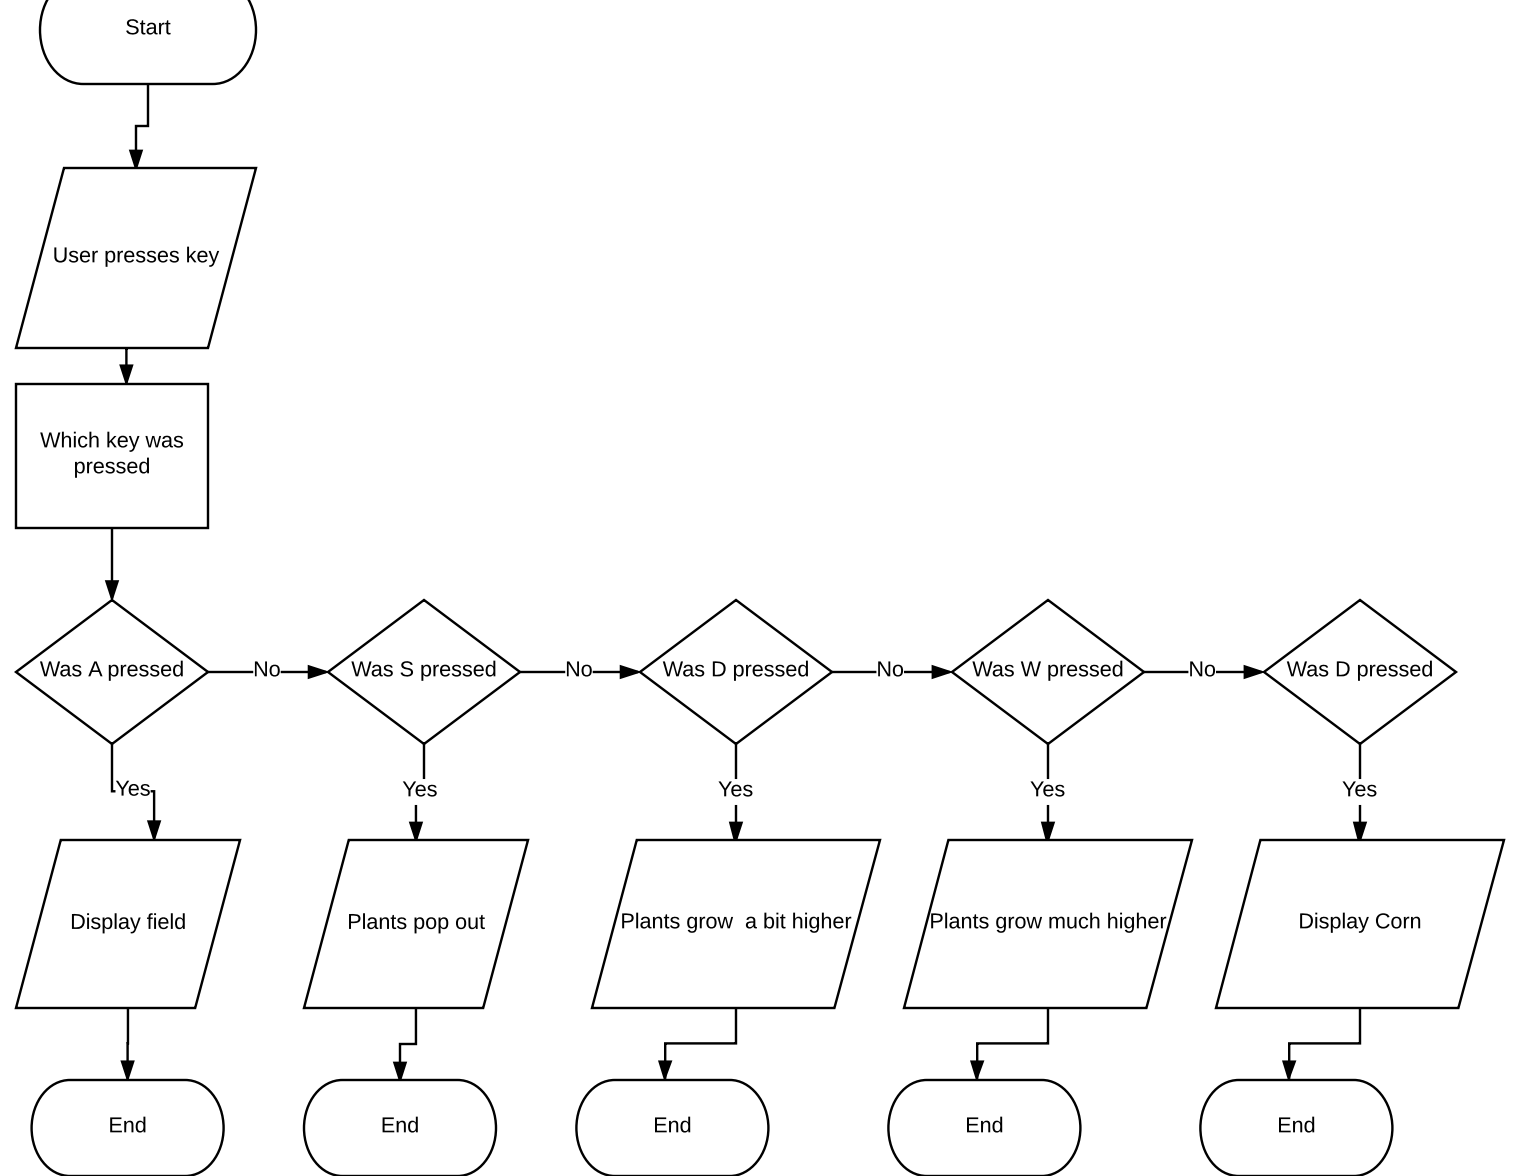 Start
User presses key
Which key was
pressed
Was A pressed
No
Was S pressed
No
Was D pressed
No
Was W pressed
No
Was D pressed
Yes
Yes
Yes
Yes
Yes
Display field
Plants pop out
Plants grow  a bit higher
Plants grow much higher
Display Corn
End
End
End
End
End